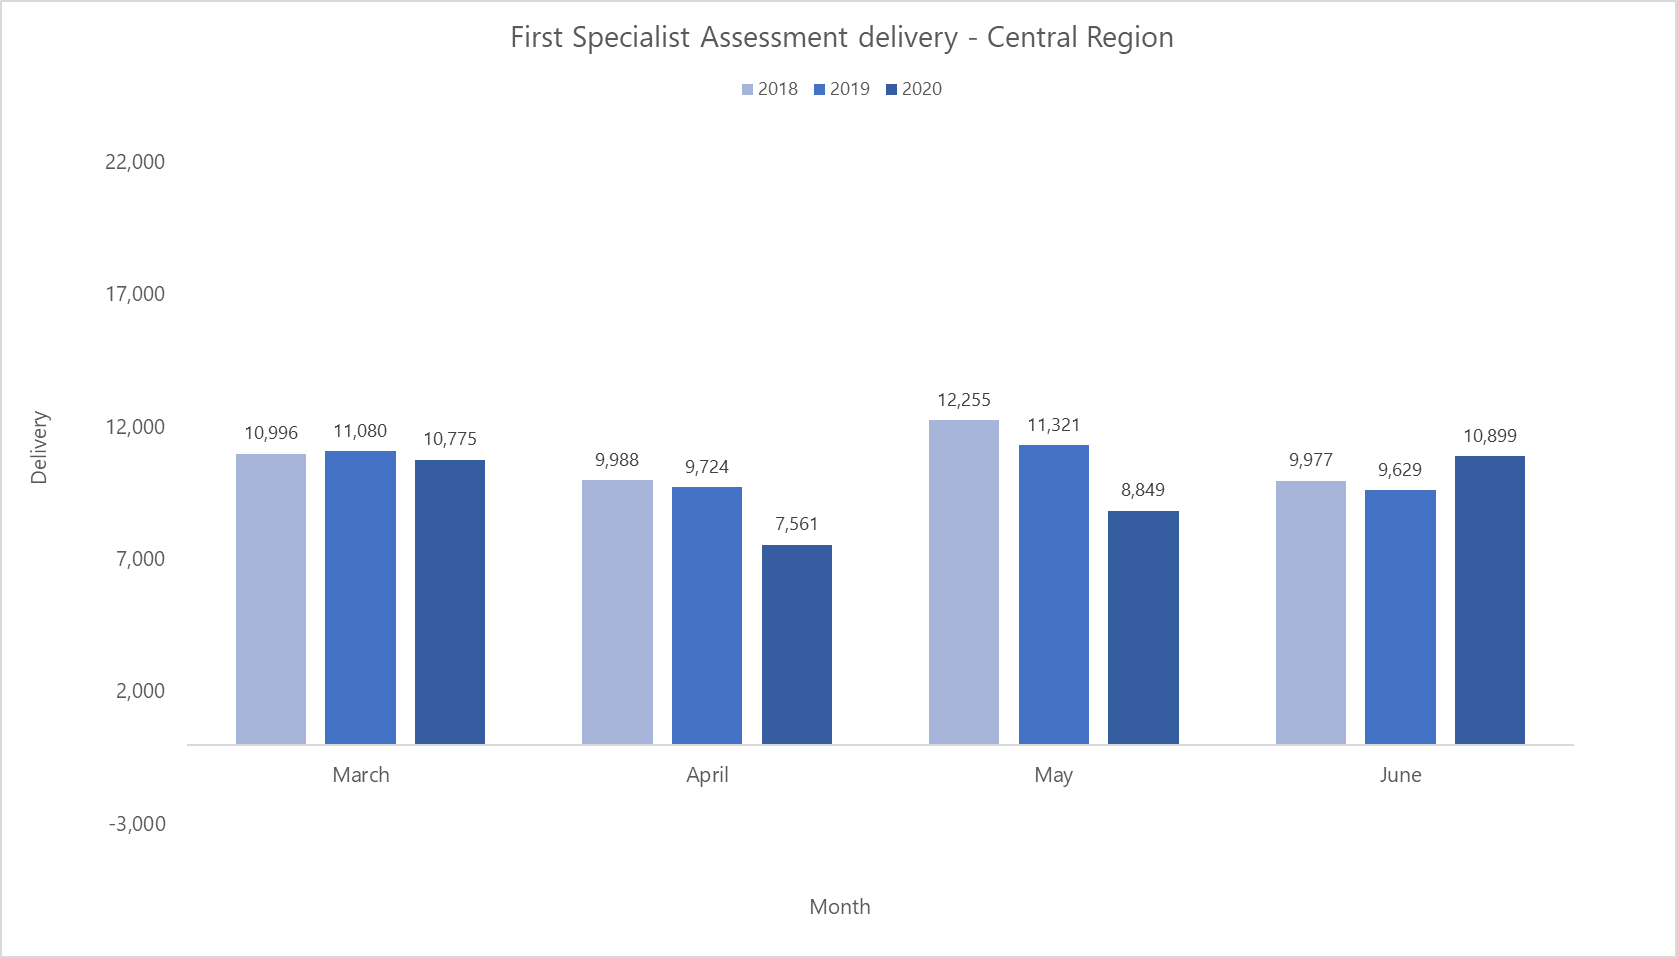 First Specialist Assessment delivery - Central Region
2018 2019 2020
22,000
17,000
12,000
7,000
2,000
-3,000
Delivery
10,996 11,080 10,775
9,988 9,724 7,561
12,255 11,321 8,849
9,977 9,629 10,899
March April May June
Month